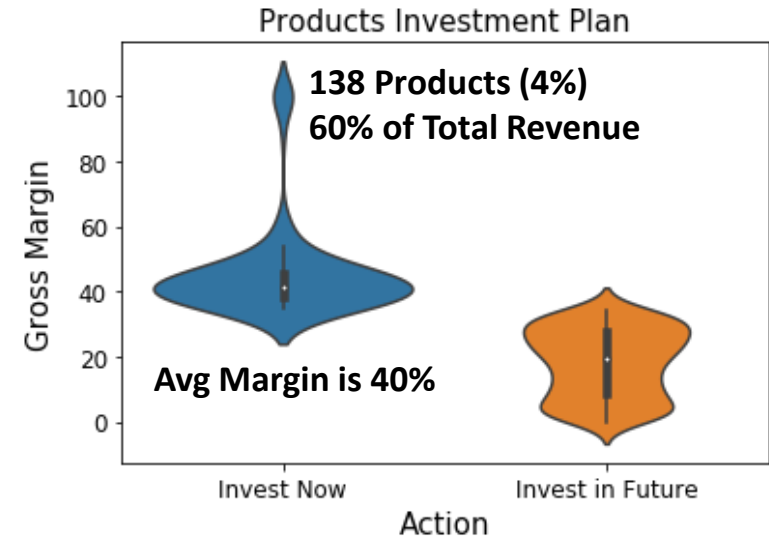 Products Investment Plan
138 Products (4%)
60% of Total Revenue
Gross Margin
100
80
60
40
20
0
Avg Margin is 40%
Invest Now
Invest in Future
Action